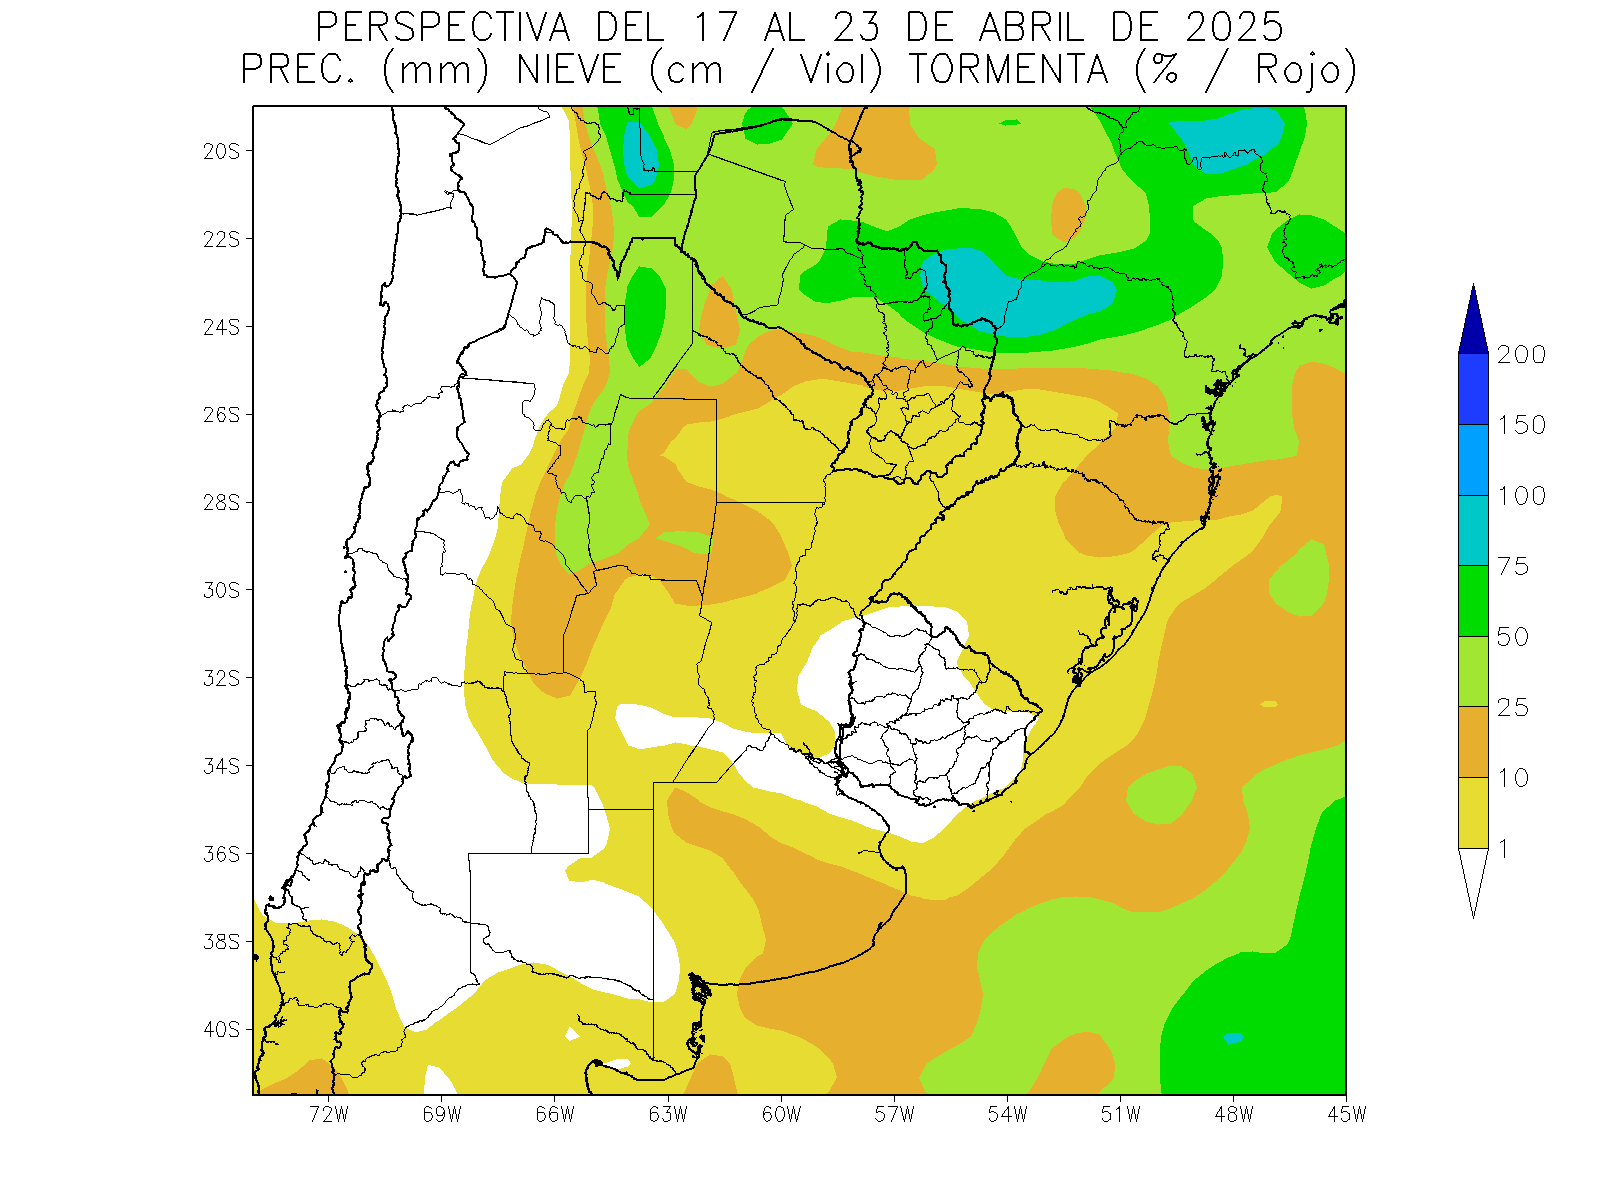 PERSPECTIVA DEL 17 AL 23 DE ABRIL DE 2025
PREC. (mm) NIEVE (cm / Viol) TORMENTA (% / Rojo)
20S
22S
24S
26S
28S
30S
32S
34S
36S
38S
40S
72W 69W 66W 63W 60W 57W 54W 51W 48W 45W
200
150
100
75
50
25
10
1